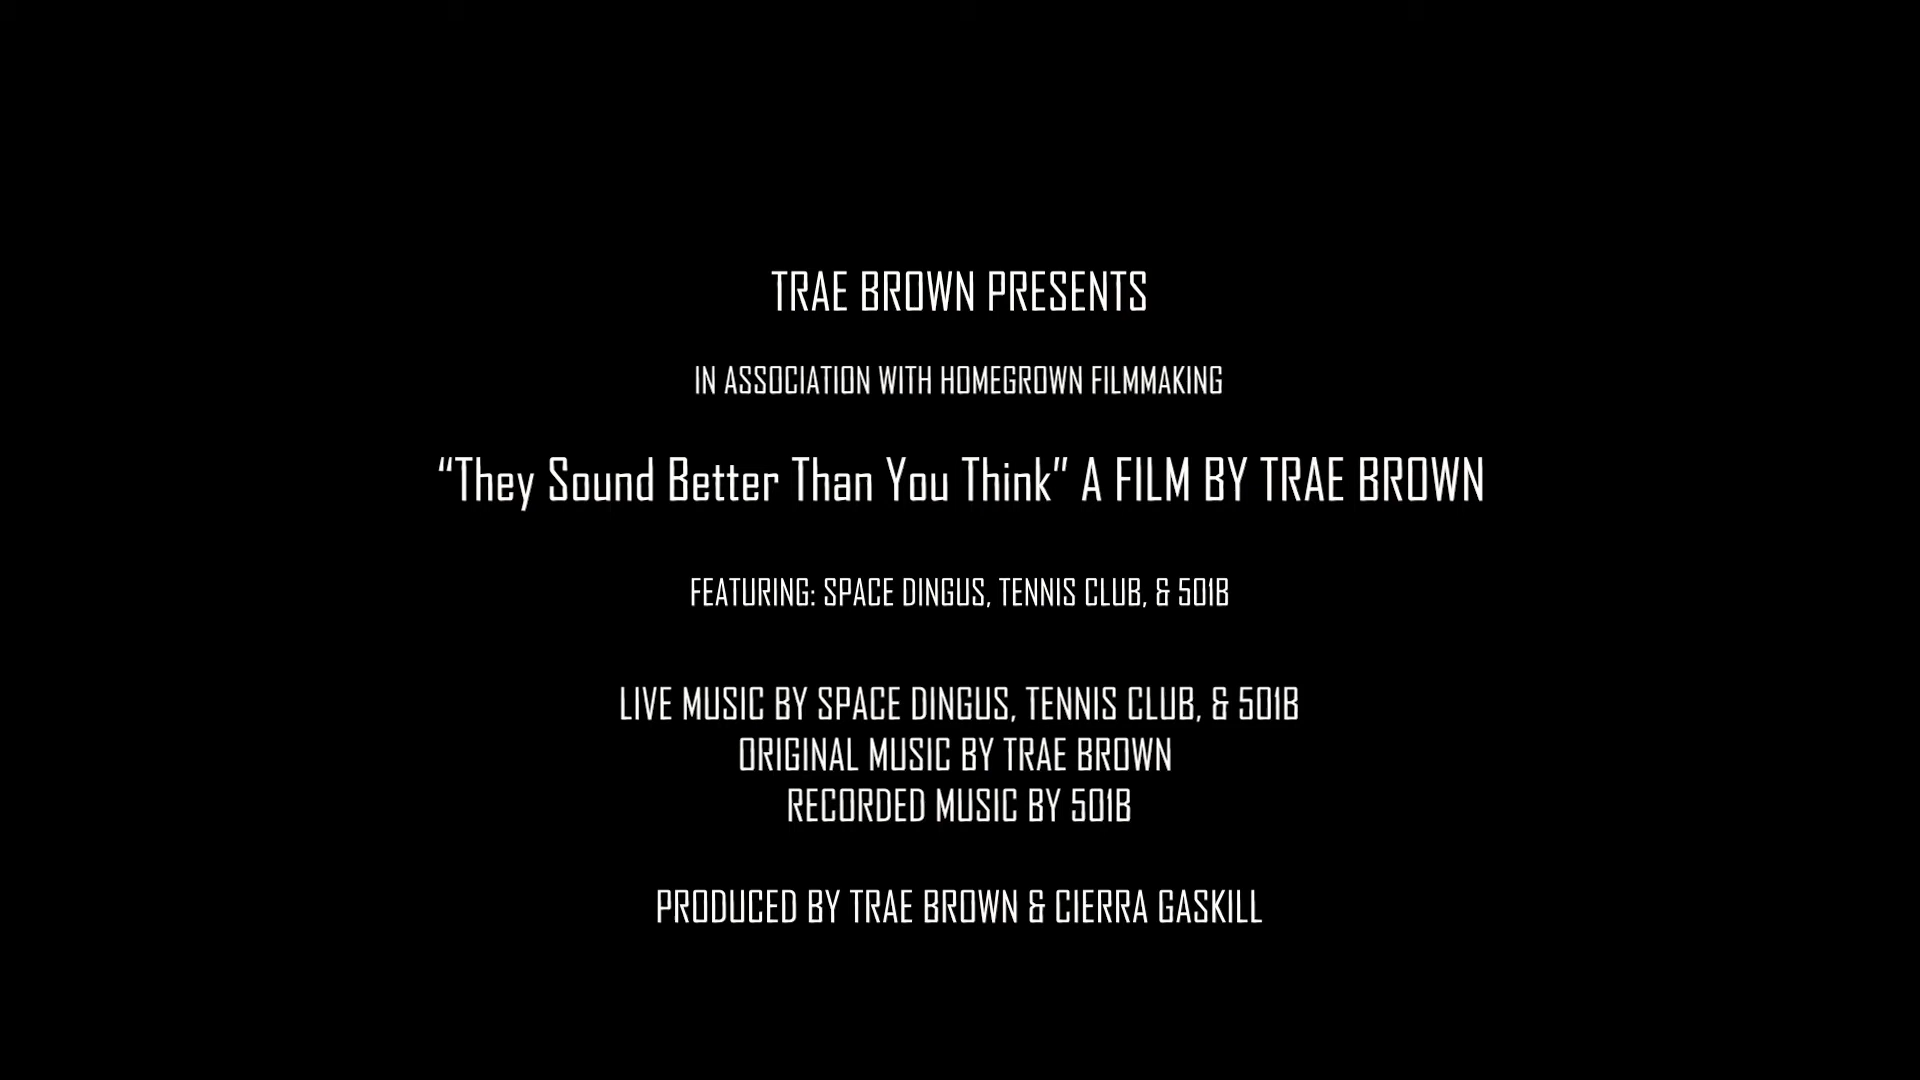 TRAE BROWN PRESENTS
IN ASSOCIATION WITH HOMEGROWN FILMMAKING
“They Sound Better Than You Think” A FILM BY TRAE BROWN
FEATURING: SPACE DINGUS, TENNIS CLUB, & 501B
LIVE MUSIC BY SPACE DINGUS, TENNIS CLUB, & 501B
ORIGINAL MUSIC BY TRAE BROWN
RECORDED MUSIC BY 501B
PRODUCED BY TRAE BROWN & CIERRA GASKILL